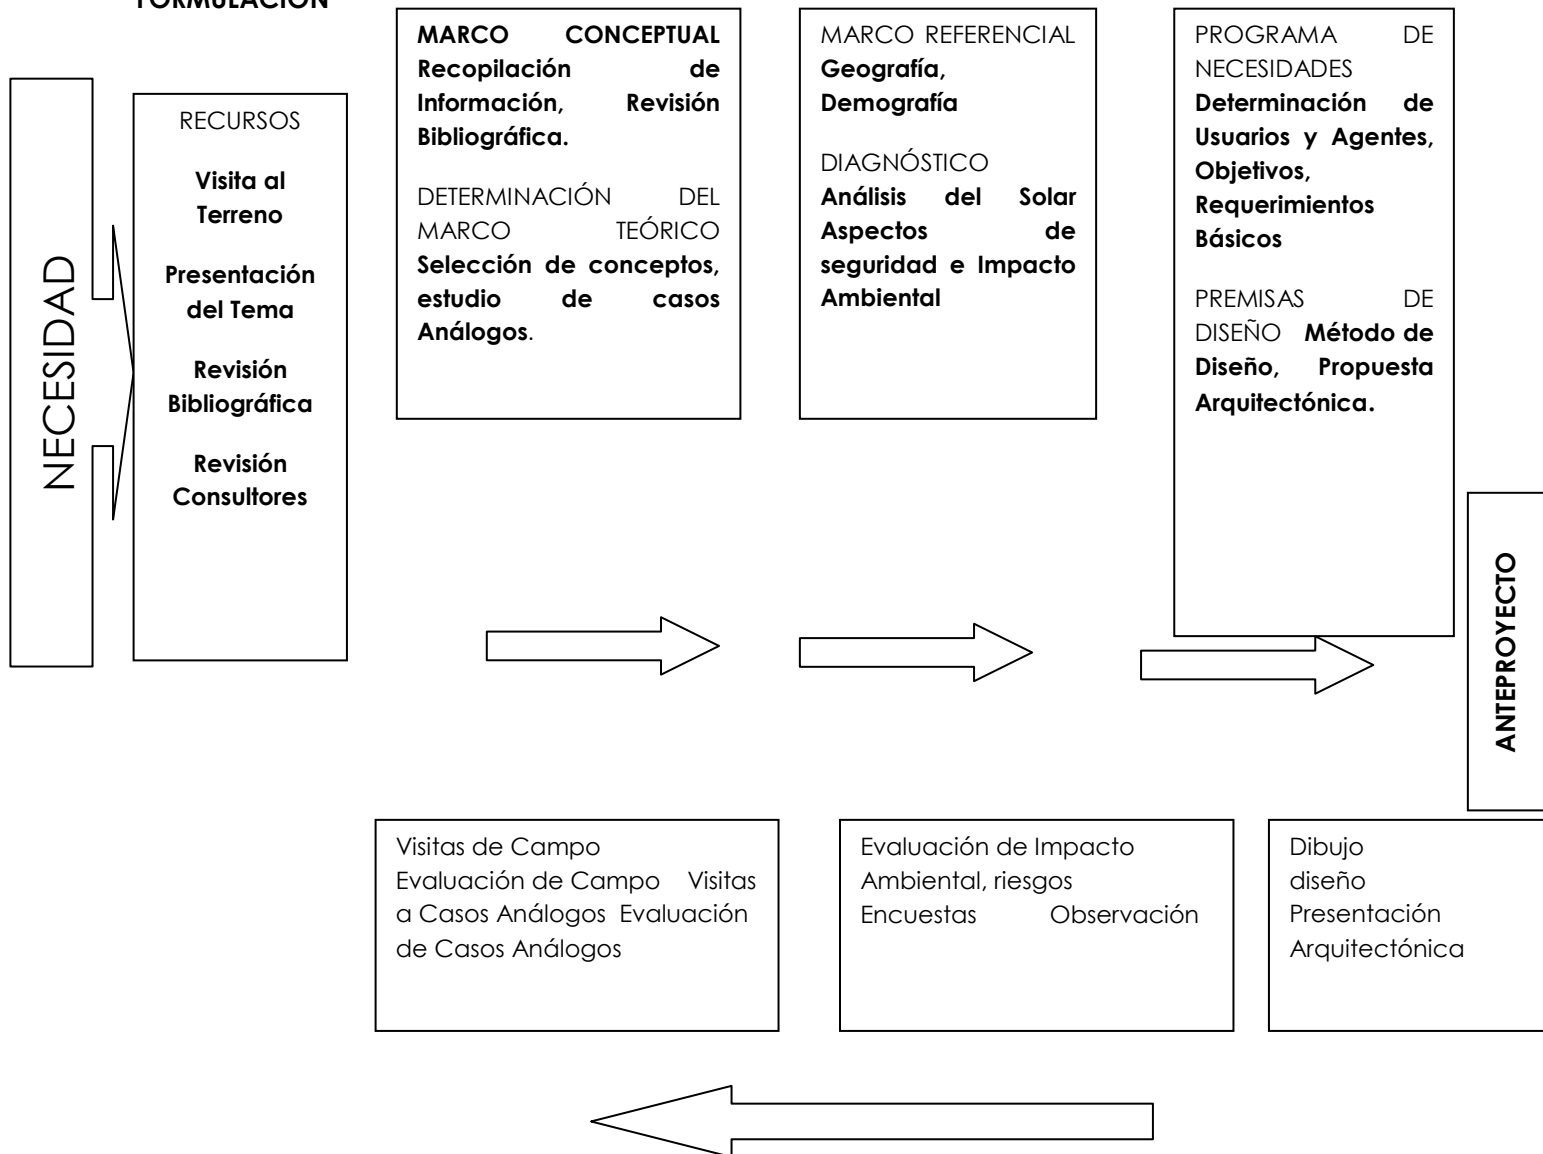 FORMULACIÓN
NECESIDAD
RECURSOS
Visita al
Terreno
Presentación
del Tema
Revisión
Bibliográfica
Revisión
Consultores
MARCO CONCEPTUAL
Recopilación de
Información, Revisión
Bibliográfica.
DETERMINACIÓN DEL
MARCO TEÓRICO
Selección de conceptos,
estudio de casos
Análogos.
MARCO REFERENCIAL
Geografía,
Demografía
DIAGNÓSTICO
Análisis del Solar
Aspectos de
seguridad e Impacto
Ambiental
PROGRAMA DE
NECESIDADES
Determinación de
Usuarios y Agentes,
Objetivos,
Requerimientos
Básicos
PREMISAS DE
DISEÑO Método de
Diseño, Propuesta
Arquitectónica.
ANTEPROYECTO
Visitas de Campo
Evaluación de Campo Visitas
a Casos Análogos Evaluación
de Casos Análogos
Evaluación de Impacto
Ambiental, riesgos
Encuestas Observación
Dibujo
diseño
Presentación
Arquitectónica